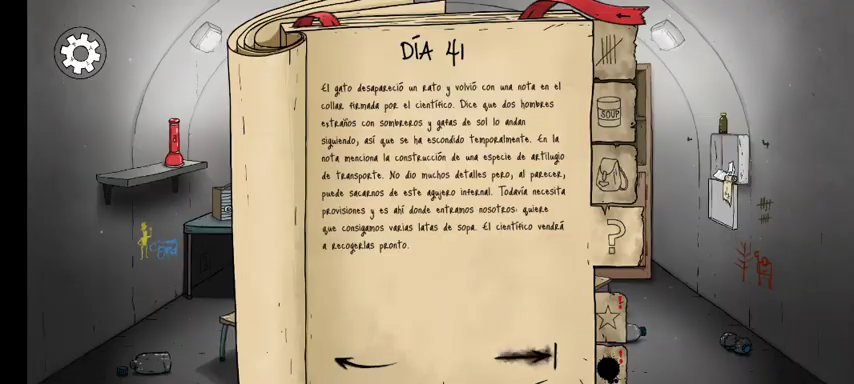 DÍA 41
El gato desapareció un rato y volvió con una nota en el
collar firmada por el científico. Dice que dos hombres
extraños con sombreros y gafas de sol lo andan
siguiendo, así que se ha escondido temporalmente. En la
nota menciona la construcción de una especie de artilugio
de transporte. No dio muchos detalles pero, al parecer,
puede sacarnos de este agujero infernal. Todavía necesita
provisiones y es ahí donde entramos nosotros: quiere
que consigamos varias latas de sopa. El científico vendrá
a recogerlas pronto.
SOUP
?